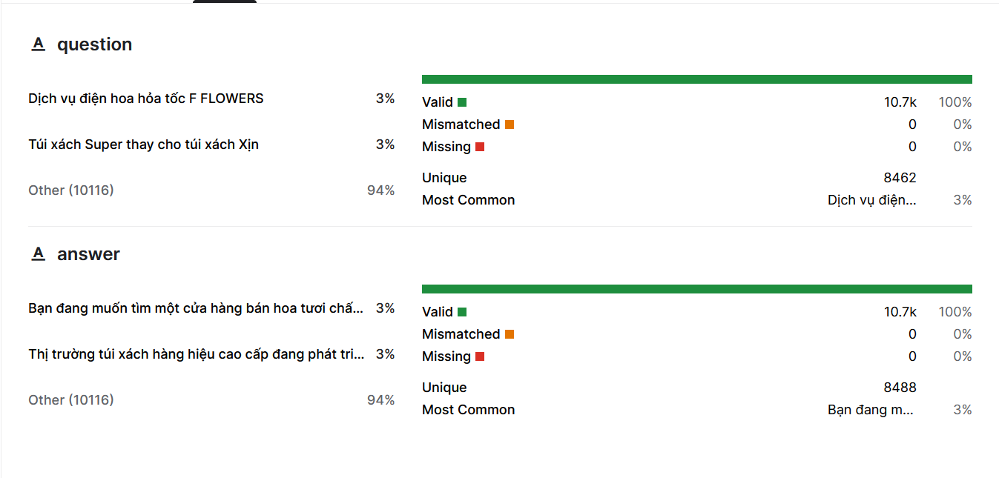 A question
Dịch vụ điện hoa hỏa tốc F FLOWERS 3%
Túi xách Super thay cho túi xách Xịn 3%
Other (10116) 94%
Valid 10.7k 100%
Mismatched 0 0%
Missing 0 0%
Unique 8462
Most Common Dịch vụ điện... 3%
A answer
Bạn đang muốn tìm một cửa hàng bán hoa tươi chấ... 3%
Thị trường túi xách hàng hiệu cao cấp đang phát tri... 3%
Other (10116) 94%
Valid 10.7k 100%
Mismatched 0 0%
Missing 0 0%
Unique 8488
Most Common Bạn đang m... 3%